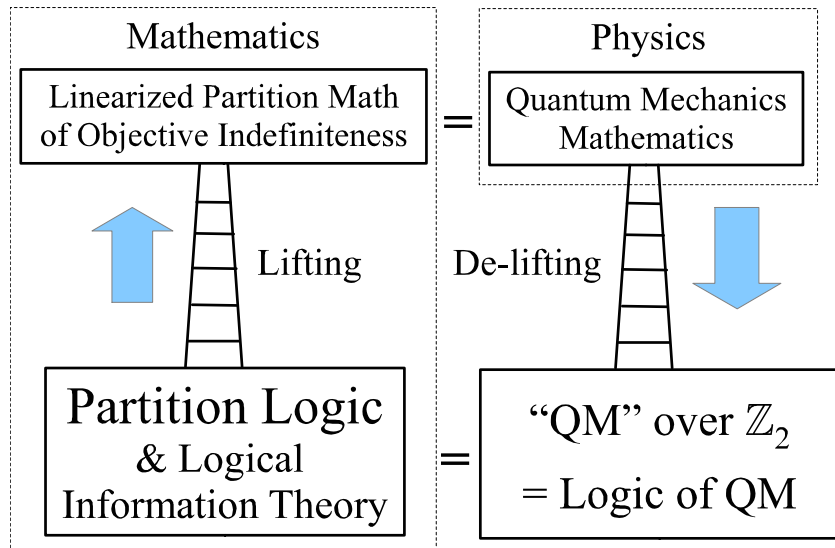 Mathematics
Physics
Linearized Partition Math
of Objective Indefiniteness
=
Quantum Mechanics
Mathematics
Lifting
De-lifting
Partition Logic
& Logical
Information Theory
=
“QM” over ℤ₂
= Logic of QM